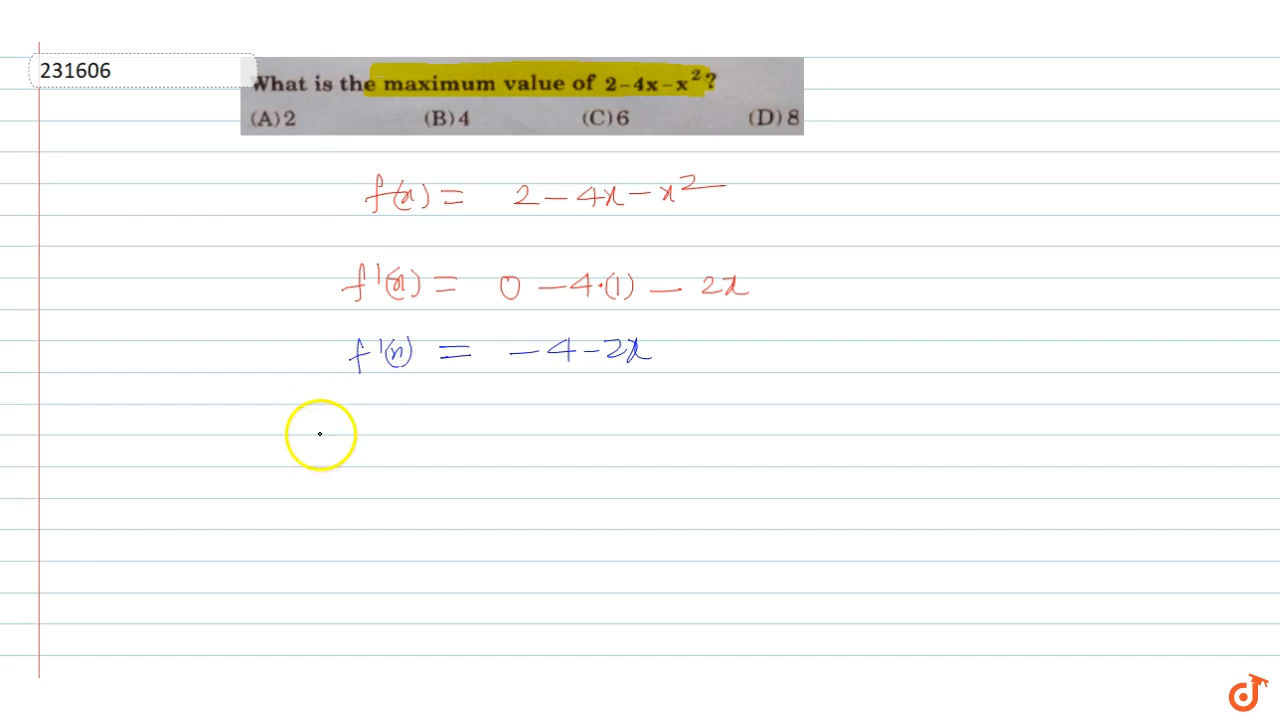 231606
What is the maximum value of 2-4x-x²?
(A) 2 (B) 4 (C) 6 (D) 8
f(x) = 2 - 4x - x²
f'(x) = 0 - 4·(1) - 2x
f'(x) = -4 - 2x